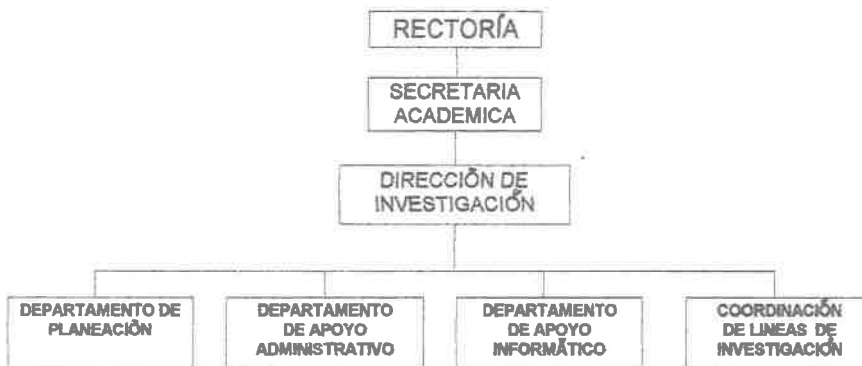 RECTORÍA
SECRETARIA
ACADEMICA
DIRECCIÓN DE
INVESTIGACIÓN
DEPARTAMENTO DE
PLANEACIÓN
DEPARTAMENTO
DE APOYO
ADMINISTRATIVO
DEPARTAMENTO
DE APOYO
INFORMÁTICO
COORDINACIÓN
DE LINEAS DE
INVESTIGACIÓN